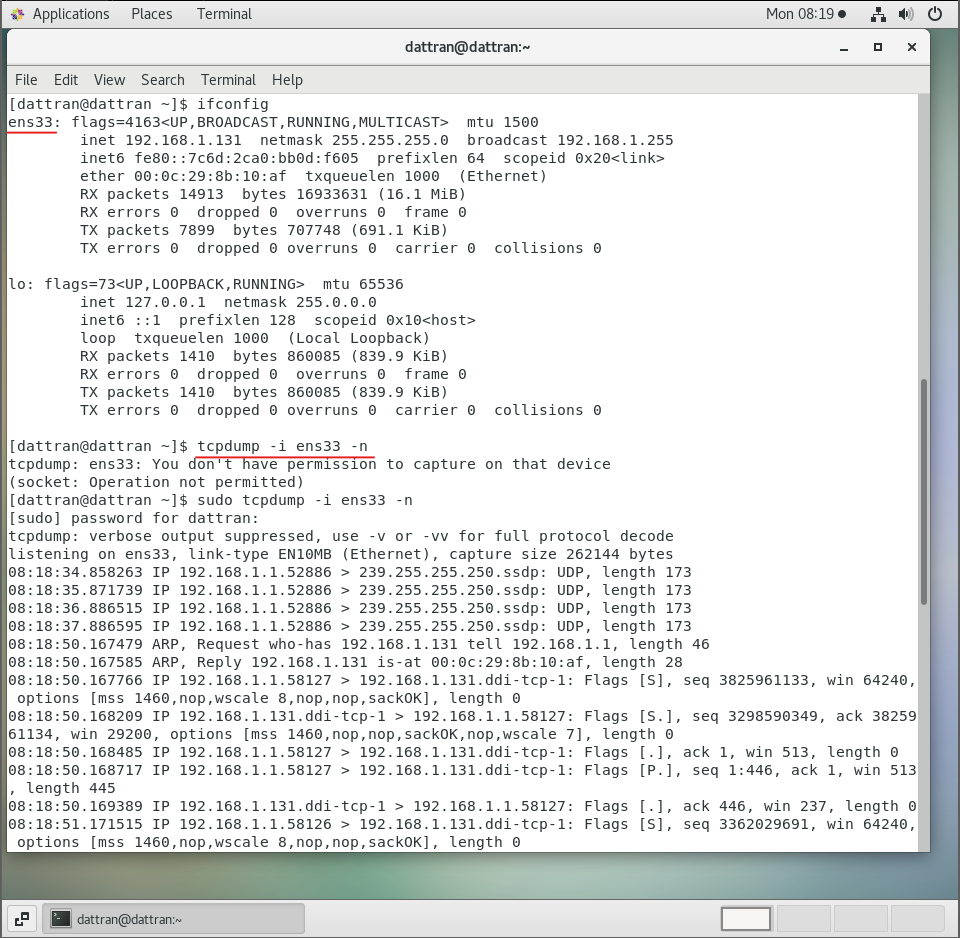 Applications Places Terminal Mon 08:19
dattran@dattran:~
File Edit View Search Terminal Help
[dattran@dattran ~]$ ifconfig
ens33: flags=4163<UP,BROADCAST,RUNNING,MULTICAST>  mtu 1500
        inet 192.168.1.131  netmask 255.255.255.0  broadcast 192.168.1.255
        inet6 fe80::7c6d:2ca0:bb0d:f605  prefixlen 64  scopeid 0x20<link>
        ether 00:0c:29:8b:10:af  txqueuelen 1000  (Ethernet)
        RX packets 14913  bytes 16933631 (16.1 MiB)
        RX errors 0  dropped 0  overruns 0  frame 0
        TX packets 7899  bytes 707748 (691.1 KiB)
        TX errors 0  dropped 0 overruns 0  carrier 0  collisions 0
lo: flags=73<UP,LOOPBACK,RUNNING>  mtu 65536
        inet 127.0.0.1  netmask 255.0.0.0
        inet6 ::1  prefixlen 128  scopeid 0x10<host>
        loop  txqueuelen 1000  (Local Loopback)
        RX packets 1410  bytes 860085 (839.9 KiB)
        RX errors 0  dropped 0  overruns 0  frame 0
        TX packets 1410  bytes 860085 (839.9 KiB)
        TX errors 0  dropped 0 overruns 0  carrier 0  collisions 0
[dattran@dattran ~]$ tcpdump -i ens33 -n
tcpdump: ens33: You don't have permission to capture on that device
(socket: Operation not permitted)
[dattran@dattran ~]$ sudo tcpdump -i ens33 -n
[sudo] password for dattran:
tcpdump: verbose output suppressed, use -v or -vv for full protocol decode
listening on ens33, link-type EN10MB (Ethernet), capture size 262144 bytes
08:18:34.858263 IP 192.168.1.1.52886 > 239.255.255.250.ssdp: UDP, length 173
08:18:35.871739 IP 192.168.1.1.52886 > 239.255.255.250.ssdp: UDP, length 173
08:18:36.886515 IP 192.168.1.1.52886 > 239.255.255.250.ssdp: UDP, length 173
08:18:37.886595 IP 192.168.1.1.52886 > 239.255.255.250.ssdp: UDP, length 173
08:18:50.167479 ARP, Request who-has 192.168.1.131 tell 192.168.1.1, length 46
08:18:50.167585 ARP, Reply 192.168.1.131 is-at 00:0c:29:8b:10:af, length 28
08:18:50.167766 IP 192.168.1.1.58127 > 192.168.1.131.ddi-tcp-1: Flags [S], seq 3825961133, win 64240,
 options [mss 1460,nop,wscale 8,nop,nop,sackOK], length 0
08:18:50.168209 IP 192.168.1.131.ddi-tcp-1 > 192.168.1.1.58127: Flags [S.], seq 3298590349, ack 38259
61134, win 29200, options [mss 1460,nop,nop,sackOK,nop,wscale 7], length 0
08:18:50.168485 IP 192.168.1.1.58127 > 192.168.1.131.ddi-tcp-1: Flags [.], ack 1, win 513, length 0
08:18:50.168717 IP 192.168.1.1.58127 > 192.168.1.131.ddi-tcp-1: Flags [P.], seq 1:446, ack 1, win 513
, length 445
08:18:50.169389 IP 192.168.1.131.ddi-tcp-1 > 192.168.1.1.58127: Flags [.], ack 446, win 237, length 0
08:18:51.171515 IP 192.168.1.1.58126 > 192.168.1.131.ddi-tcp-1: Flags [S], seq 3362029691, win 64240,
 options [mss 1460,nop,wscale 8,nop,nop,sackOK], length 0
dattran@dattran:~